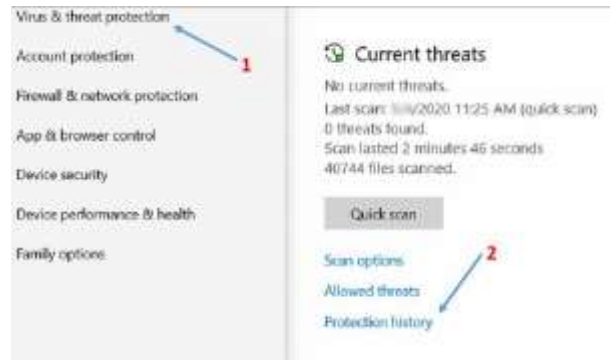 Virus & threat protection
1
Account protection
Firewall & network protection
App & browser control
Device security
Device performance & health
Family options
Current threats
No current threats.
Last scan: /2020 11:25 AM (quick scan)
0 threats found.
Scan lasted 2 minutes 46 seconds
40744 files scanned.
Quick scan
Scan options
2
Allowed threats
Protection history